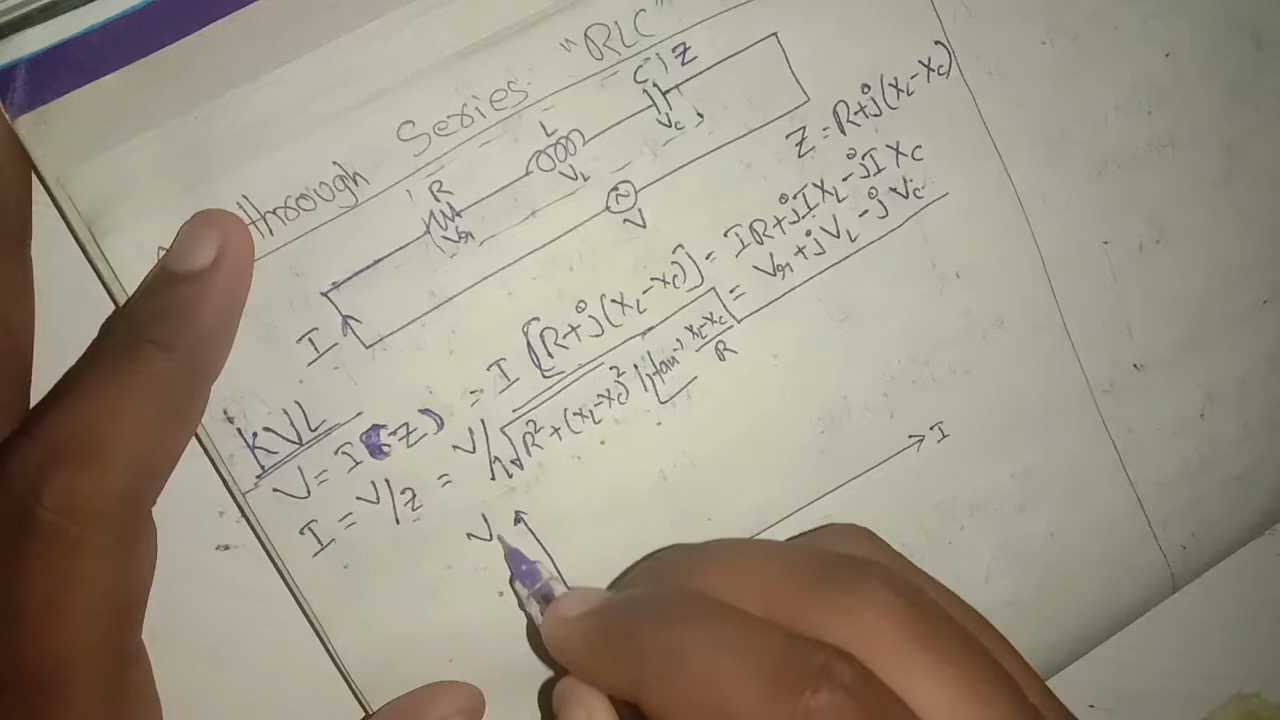 through Series "RLC"
R L C | Z
Vr VL Vc
V
I
Z = R+j(XL-XC)
KVL
V = I(Z) = I [R+j(XL-XC)] = IR+jIXL-jIXC
= Vr+jVL-jVc
I = V/Z = V/√R²+(XL-XC)² tan⁻¹ XL-XC/R
I
V